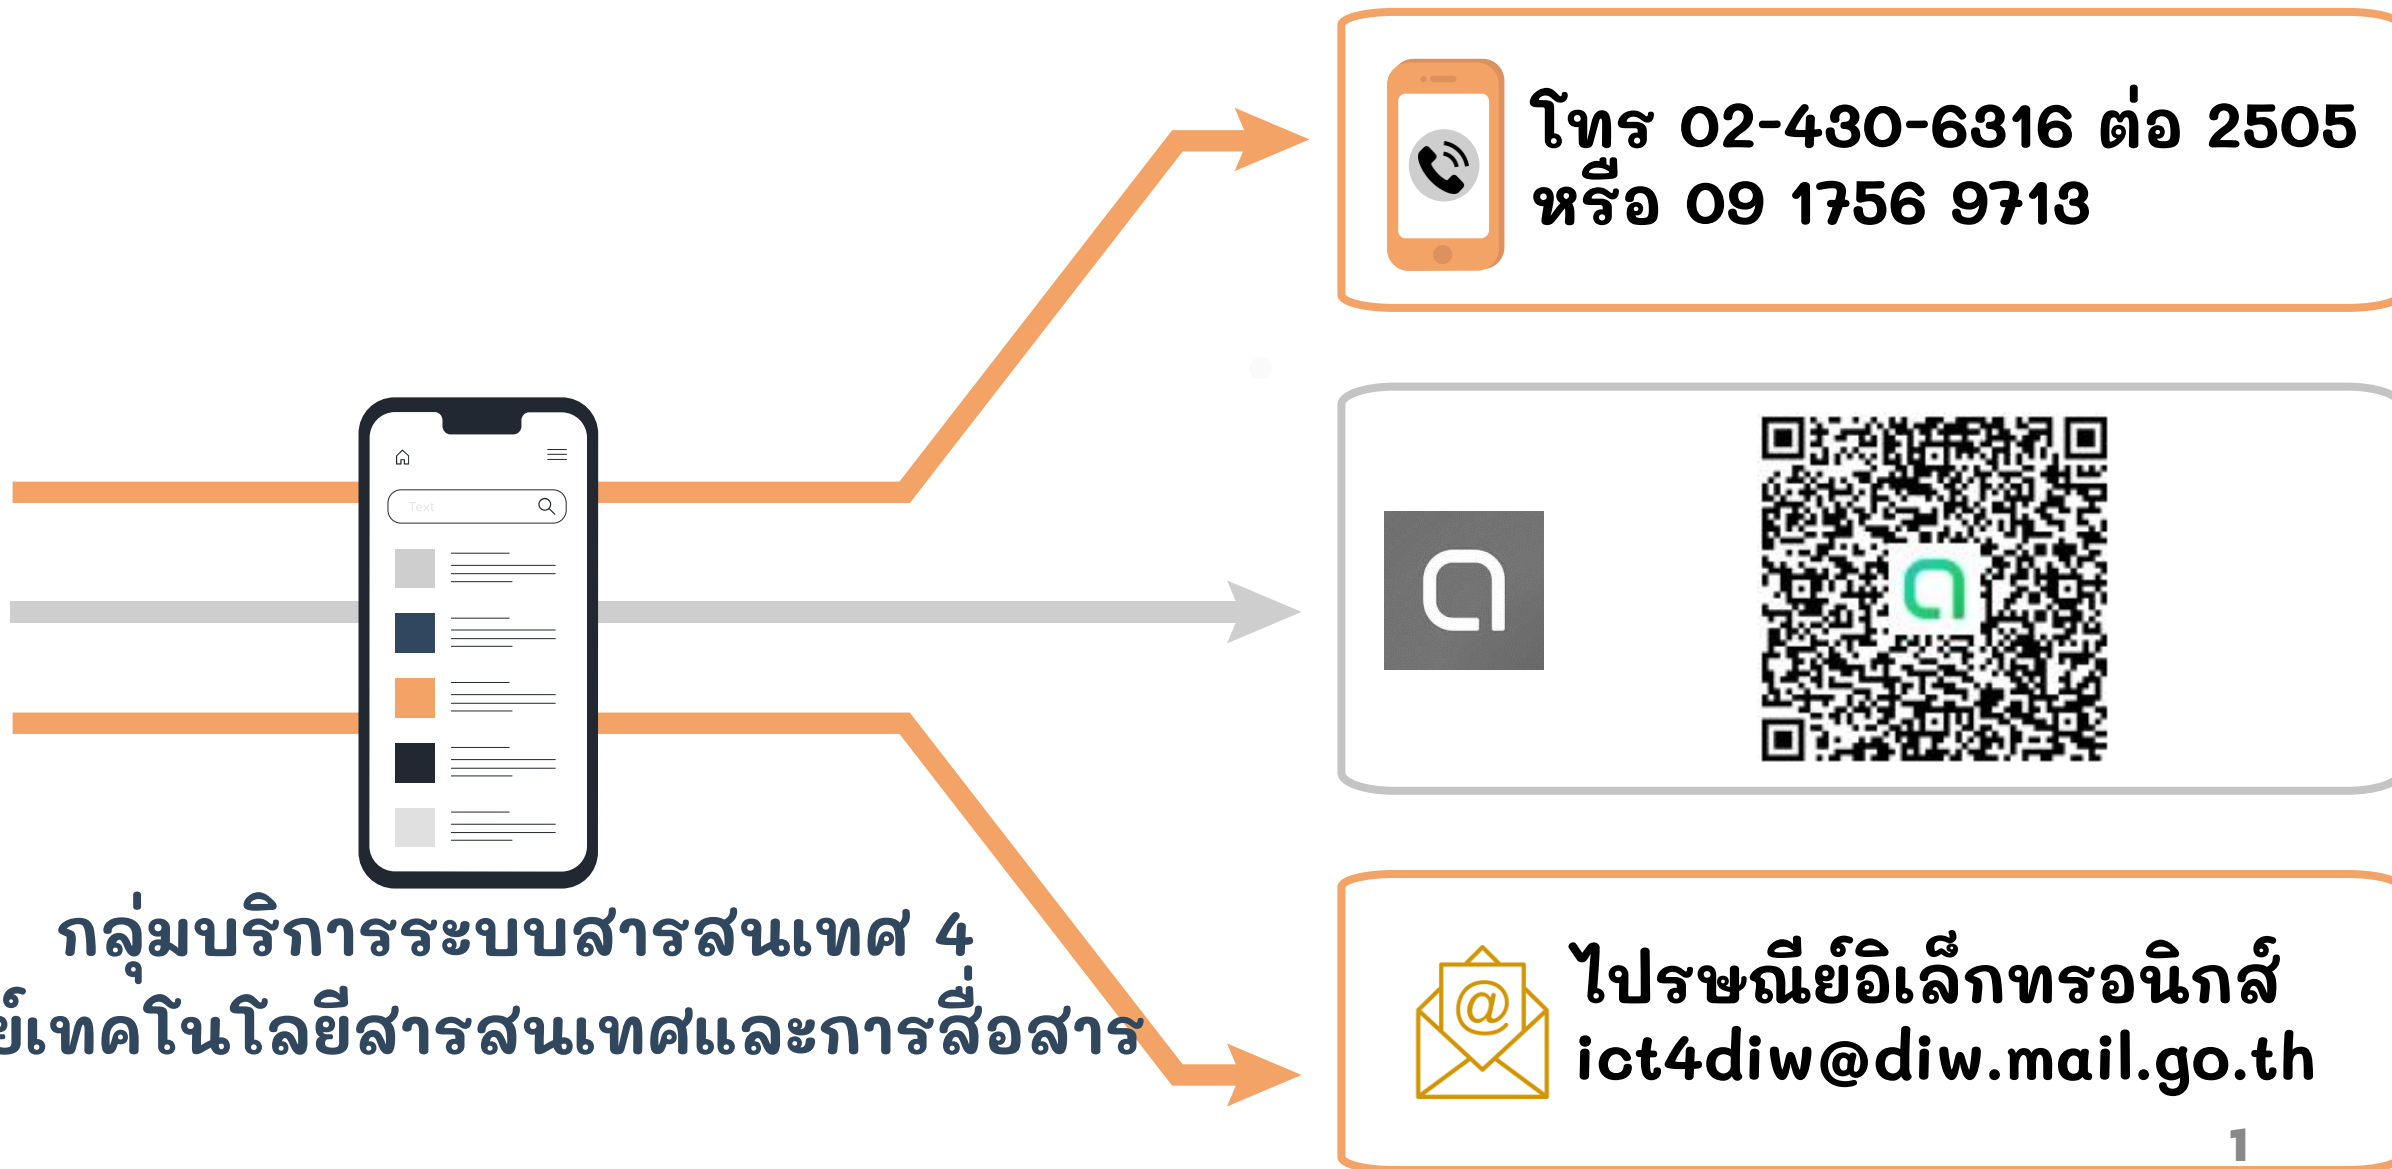 โทร 02-430-6316 ต่อ 2505
หรือ 09 1756 9713
Text
กลุ่มบริการระบบสารสนเทศ 4
ย์เทคโนโลยีสารสนเทศและการสื่อสาร
ไปรษณีย์อิเล็กทรอนิกส์
ict4diw@diw.mail.go.th
1